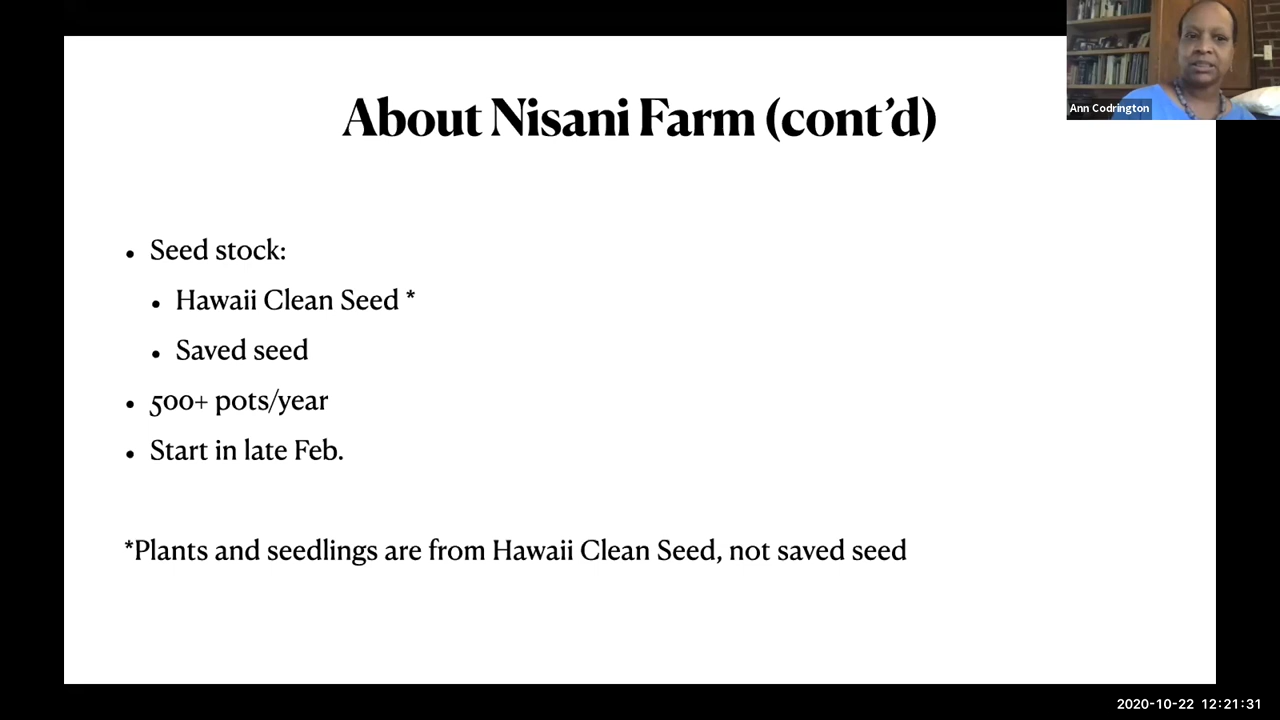 About Nisani Farm (cont’d)
Ann Codrington
• Seed stock:
• Hawaii Clean Seed *
• Saved seed
• 500+ pots/year
• Start in late Feb.
*Plants and seedlings are from Hawaii Clean Seed, not saved seed
2020-10-22 12:21:31